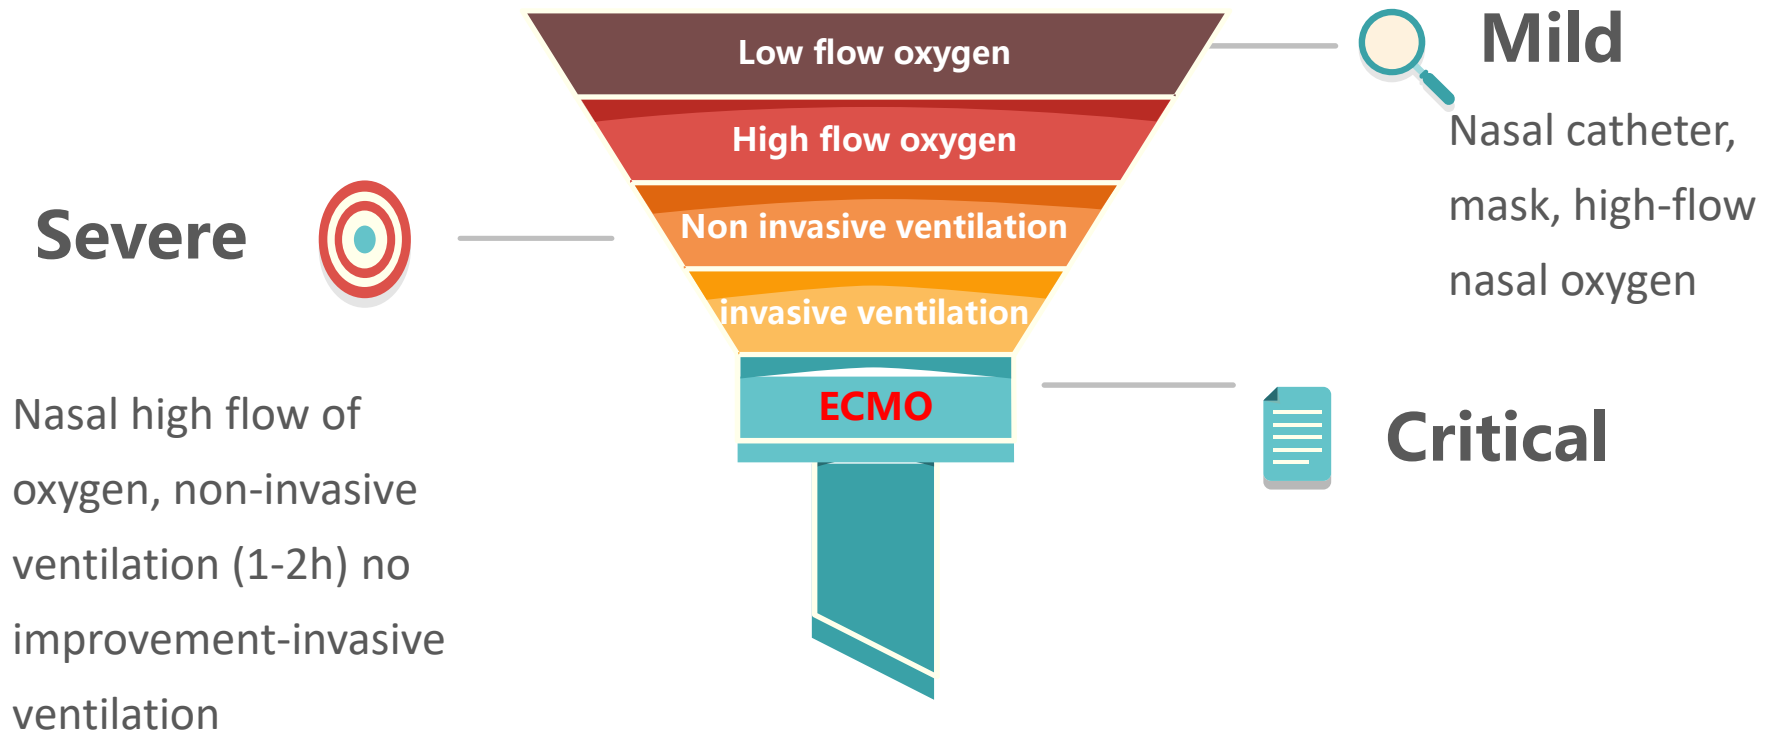 Low flow oxygen
High flow oxygen
Non invasive ventilation
invasive ventilation
ECMO
Mild
Nasal catheter,
mask, high-flow
nasal oxygen
Severe
Nasal high flow of
oxygen, non-invasive
ventilation (1-2h) no
improvement-invasive
ventilation
Critical